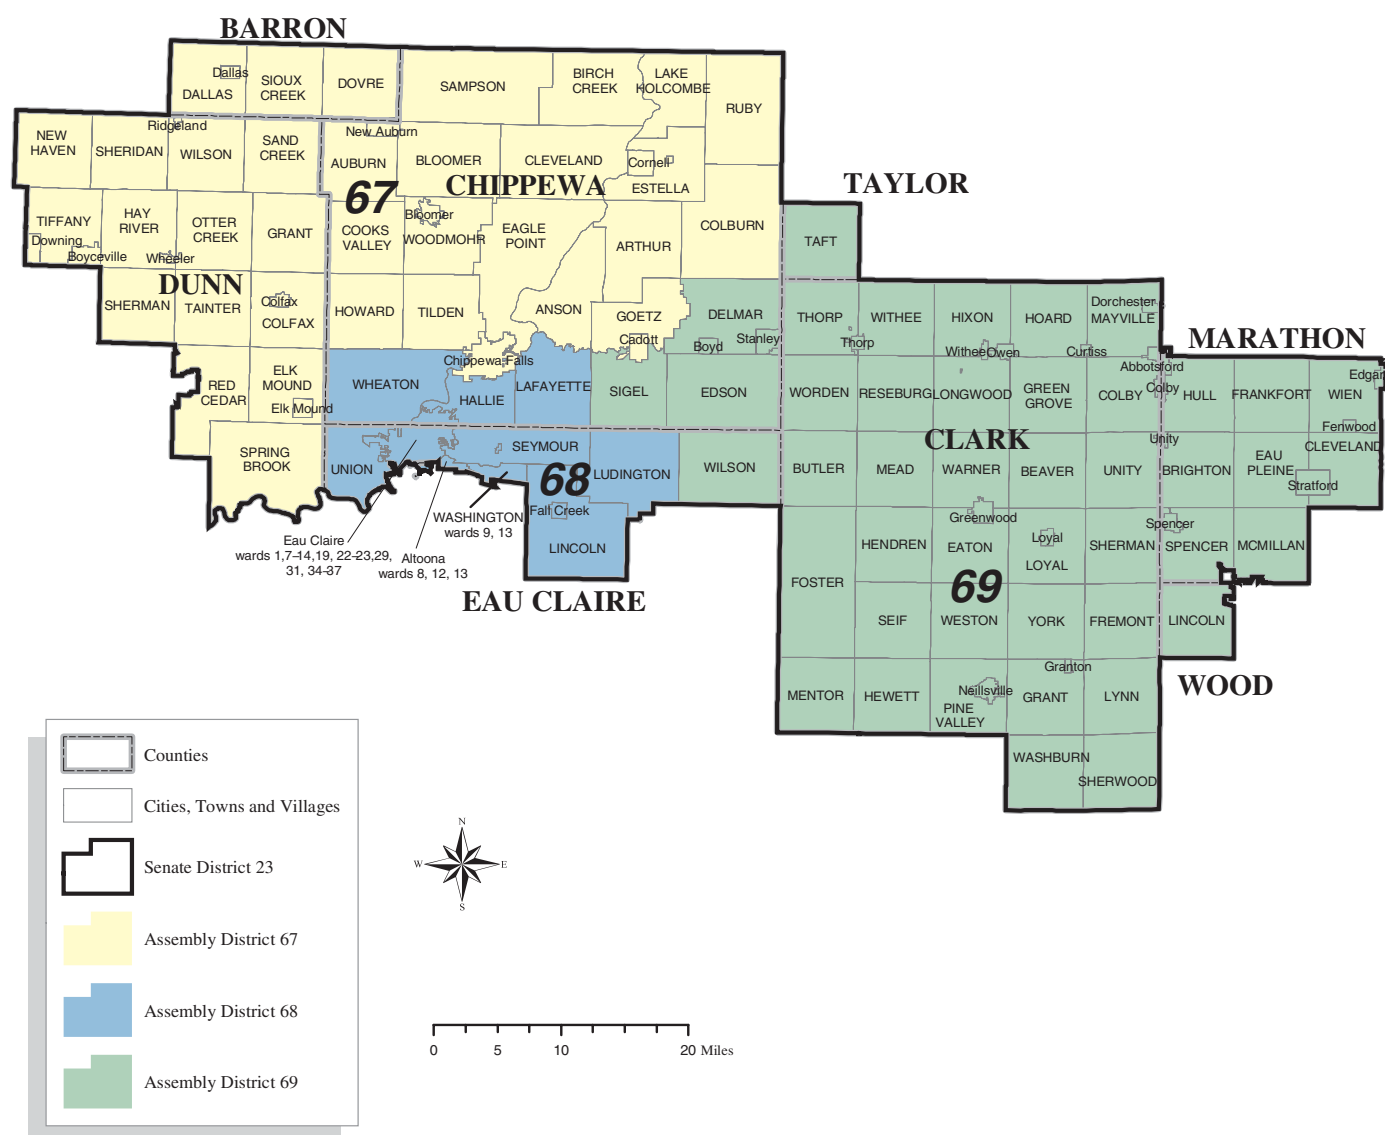 BARRON
Dallas
DALLAS
SIOUX
CREEK
DOVRE
SAMPSON
BIRCH
CREEK
LAKE
HOLCOMBE
RUBY
NEW
HAVEN
SHERIDAN
Ridgeland
WILSON
SAND
CREEK
New Auburn
AUBURN
BLOOMER
CLEVELAND
Cornell
ESTELLA
67
CHIPPEWA
TAYLOR
TIFFANY
Downing
HAY
RIVER
Boyceville
Wheeler
OTTER
CREEK
GRANT
COOKS
VALLEY
Bloomer
WOODMOHR
EAGLE
POINT
ARTHUR
COLBURN
TAFT
DUNN
SHERMAN
TAINTER
Colfax
COLFAX
HOWARD
TILDEN
ANSON
GOETZ
Cadott
DELMAR
Boyd
Stanley
THORP
Thorp
WITHEE
HIXON
Withee
Owen
HOARD
Curtiss
Dorchester
MAYVILLE
Abbotsford
MARATHON
Chippewa Falls
RED
CEDAR
ELK
MOUND
Elk Mound
WHEATON
HALLIE
LAFAYETTE
SIGEL
EDSON
WORDEN
RESEBURG
LONGWOOD
GREEN
GROVE
COLBY
Colby
HULL
FRANKFORT
WIEN
Edgar
Fenwood
CLEVELAND
SPRING
BROOK
UNION
SEYMOUR
68
LUDINGTON
WILSON
CLARK
BUTLER
MEAD
WARNER
BEAVER
UNITY
Unity
BRIGHTON
EAU
PLEINE
Stratford
WASHINGTON
wards 9, 13
Fall Creek
LINCOLN
Eau Claire
wards 1,7-14,19, 22-23,29,
31, 34-37
Altoona
wards 8, 12, 13
EAU CLAIRE
Greenwood
HENDREN
EATON
Loyal
LOYAL
SHERMAN
Spencer
SPENCER
MCMILLAN
FOSTER
69
SEIF
WESTON
YORK
FREMONT
LINCOLN
WOOD
MENTOR
HEWETT
Neillsville
PINE
VALLEY
Granton
GRANT
LYNN
WASHBURN
SHERWOOD
Counties
Cities, Towns and Villages
Senate District 23
Assembly District 67
Assembly District 68
Assembly District 69
N
W
E
S
0 5 10 20 Miles